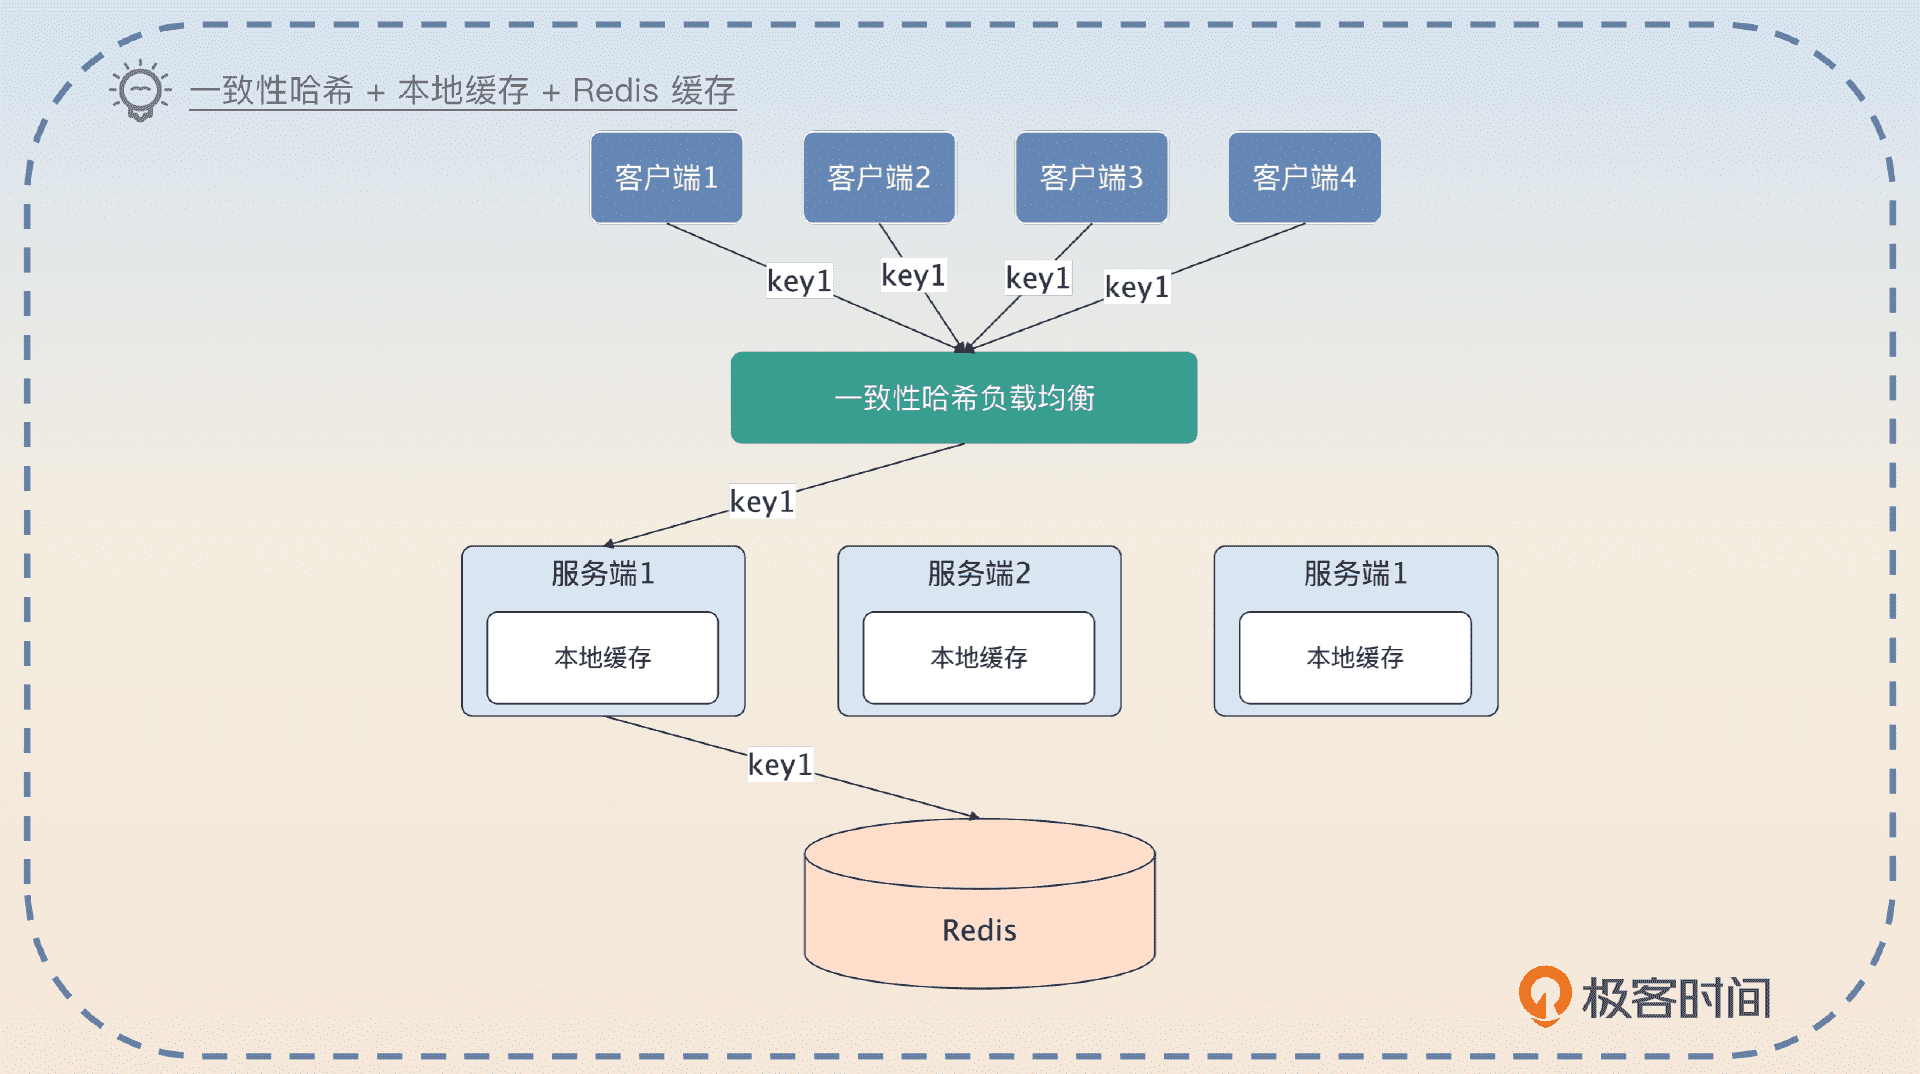 一致性哈希 + 本地缓存 + Redis 缓存
客户端1
客户端2
客户端3
客户端4
key1
key1
key1
key1
一致性哈希负载均衡
key1
服务端1
服务端2
服务端1
本地缓存
本地缓存
本地缓存
key1
Redis
极客时间